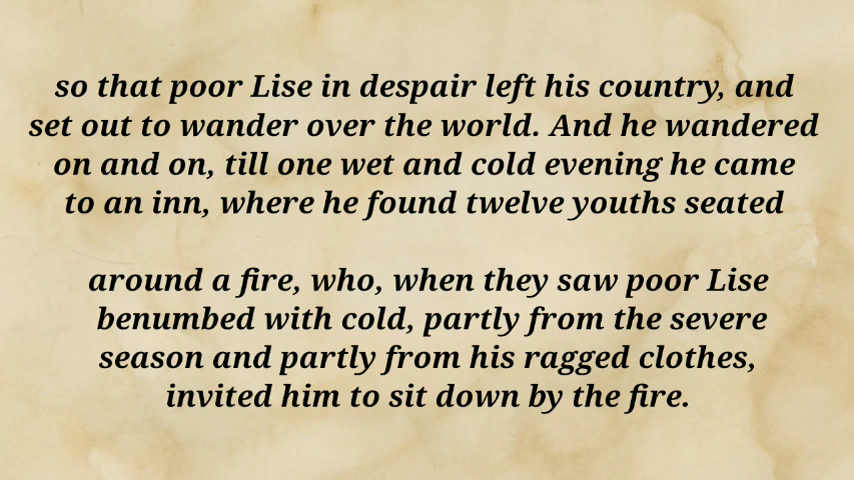 so that poor Lise in despair left his country, and
set out to wander over the world. And he wandered
on and on, till one wet and cold evening he came
to an inn, where he found twelve youths seated
around a fire, who, when they saw poor Lise
benumbed with cold, partly from the severe
season and partly from his ragged clothes,
invited him to sit down by the fire.